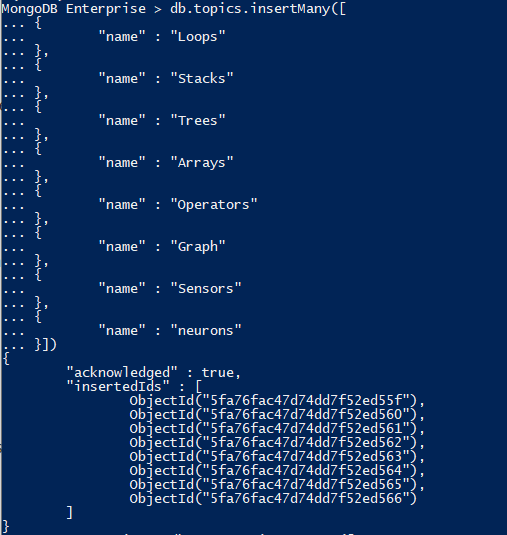 MongoDB Enterprise > db.topics.insertMany([
... {
...         "name" : "Loops"
... },
... {
...         "name" : "Stacks"
... },
... {
...         "name" : "Trees"
... },
... {
...         "name" : "Arrays"
... },
... {
...         "name" : "Operators"
... },
... {
...         "name" : "Graph"
... },
... {
...         "name" : "Sensors"
... },
... {
...         "name" : "neurons"
... }])
{
        "acknowledged" : true,
        "insertedIds" : [
                ObjectId("5fa76fac47d74dd7f52ed55f"),
                ObjectId("5fa76fac47d74dd7f52ed560"),
                ObjectId("5fa76fac47d74dd7f52ed561"),
                ObjectId("5fa76fac47d74dd7f52ed562"),
                ObjectId("5fa76fac47d74dd7f52ed563"),
                ObjectId("5fa76fac47d74dd7f52ed564"),
                ObjectId("5fa76fac47d74dd7f52ed565"),
                ObjectId("5fa76fac47d74dd7f52ed566")
        ]
}